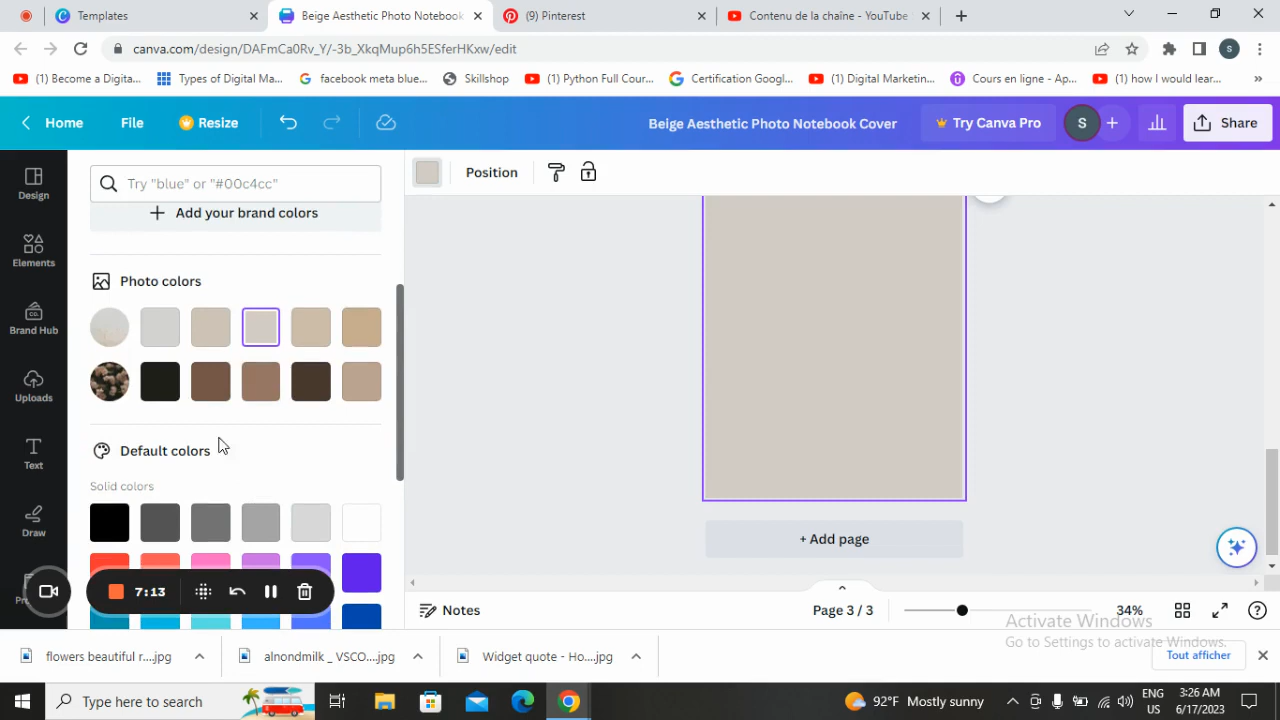 Templates
Beige Aesthetic Photo Notebook
(9) Pinterest
Contenu de la chaîne - YouTube
canva.com/design/DAFmCa0Rv_Y/-3b_XkqMup6h5ESferHKxw/edit
S
(1) Become a Digita...
Types of Digital Ma...
facebook meta blue...
Skillshop
(1) Python Full Cour...
Certification Googl...
(1) Digital Marketin...
Cours en ligne - Ap...
(1) how I would lear...
Home
File
Resize
Beige Aesthetic Photo Notebook Cover
Try Canva Pro
S
Share
Design
Try "blue" or "#00c4cc"
Position
Add your brand colors
Elements
Photo colors
Brand Hub
Uploads
Default colors
Text
Solid colors
Draw
+ Add page
7:13
Notes
Page 3 / 3
34%
Activate Windows
Go to Settings to activate Windows.
flowers beautiful r....jpg
alnondmilk _ VSCO....jpg
Widget quote - Ho....jpg
Tout afficher
Type here to search
92°F Mostly sunny
ENG
US
3:26 AM
6/17/2023